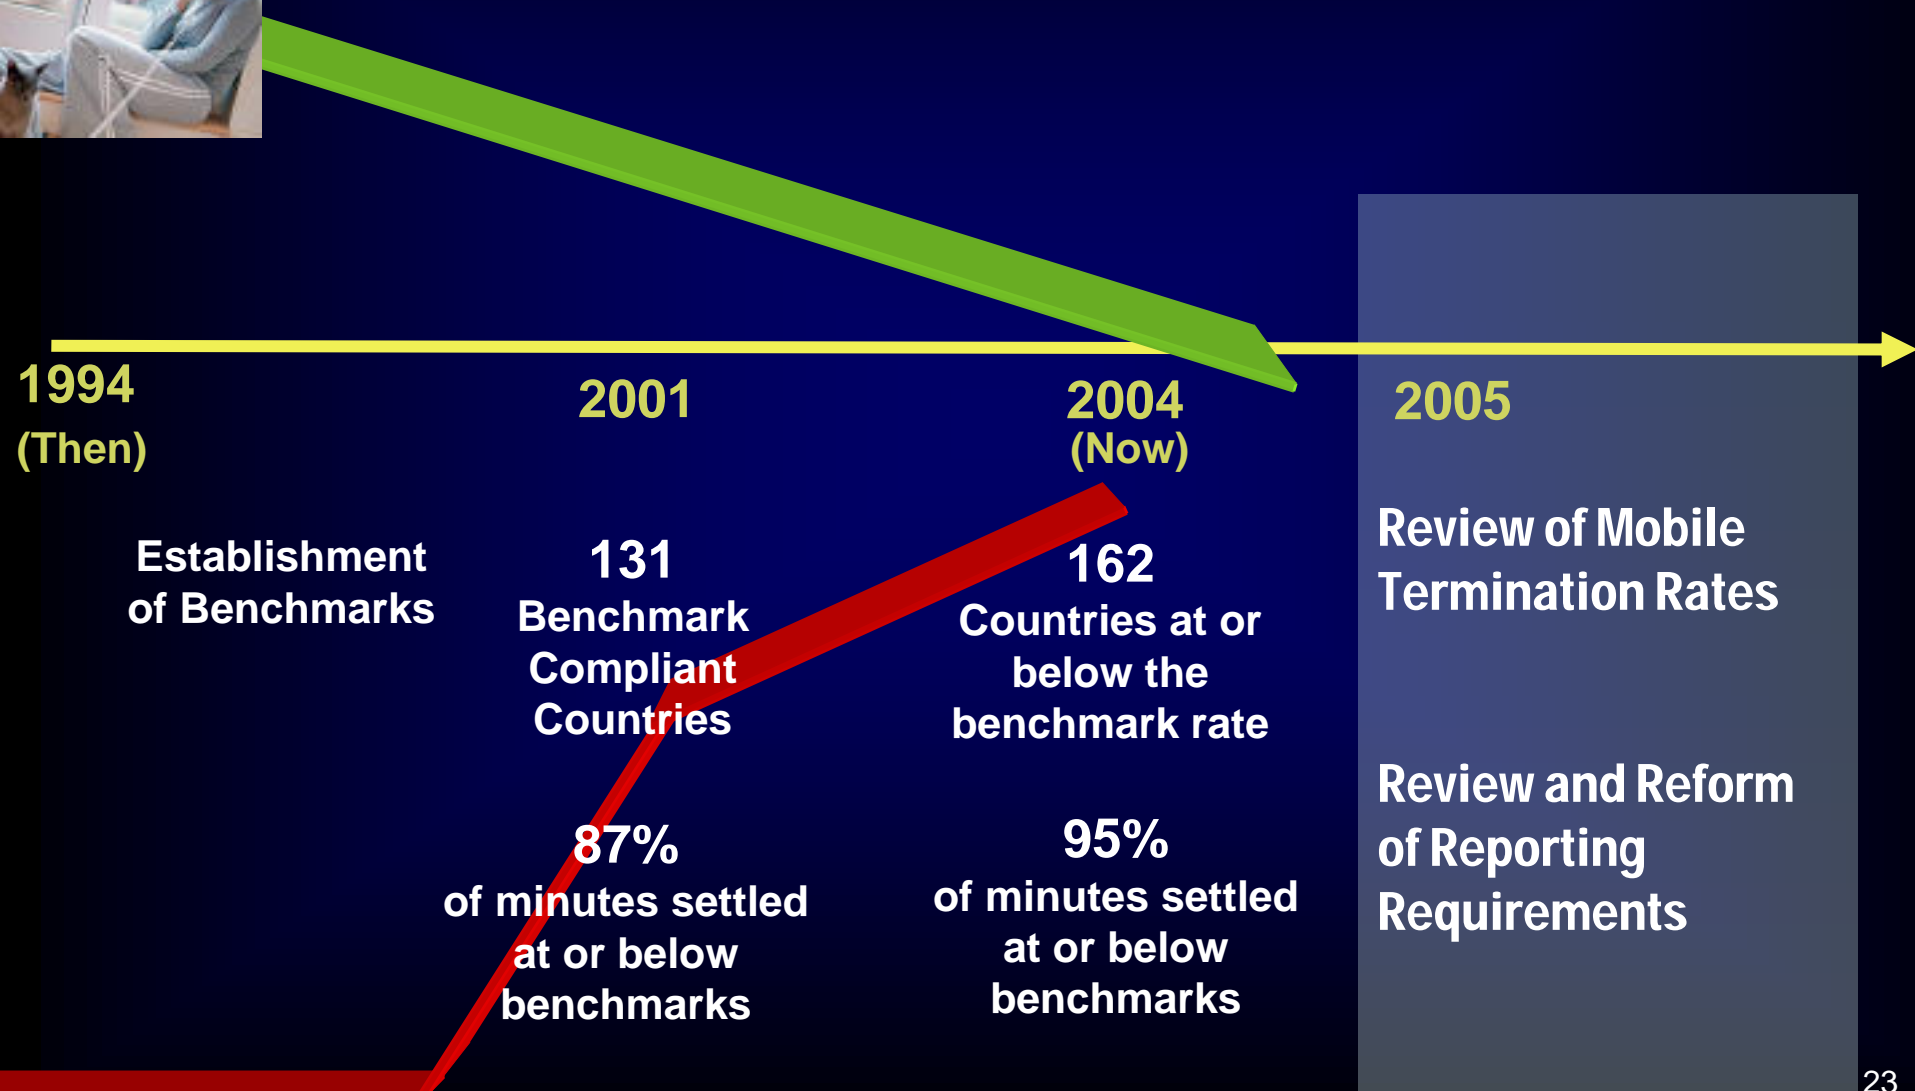 1994
(Then)
2001
2004
(Now)
2005
Establishment
of Benchmarks
131
Benchmark
Compliant
Countries
87%
of minutes settled
at or below
benchmarks
162
Countries at or
below the
benchmark rate
95%
of minutes settled
at or below
benchmarks
Review of Mobile
Termination Rates
Review and Reform
of Reporting
Requirements
23